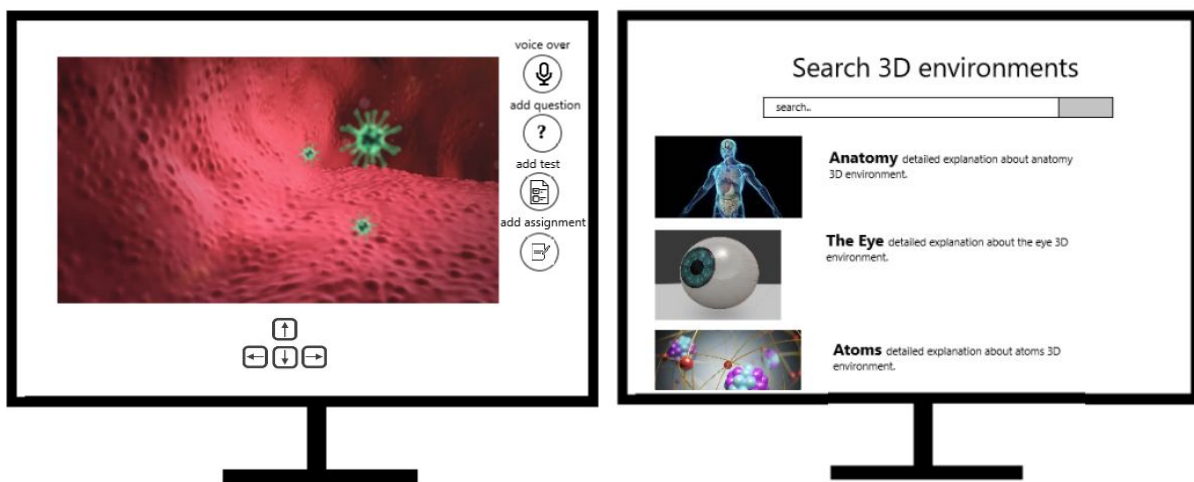 voice over
add question
?
add test
add assignment
Search 3D environments
search..
Anatomy detailed explanation about anatomy
3D environment.
The Eye detailed explanation about the eye 3D
environment.
Atoms detailed explanation about atoms 3D
environment.